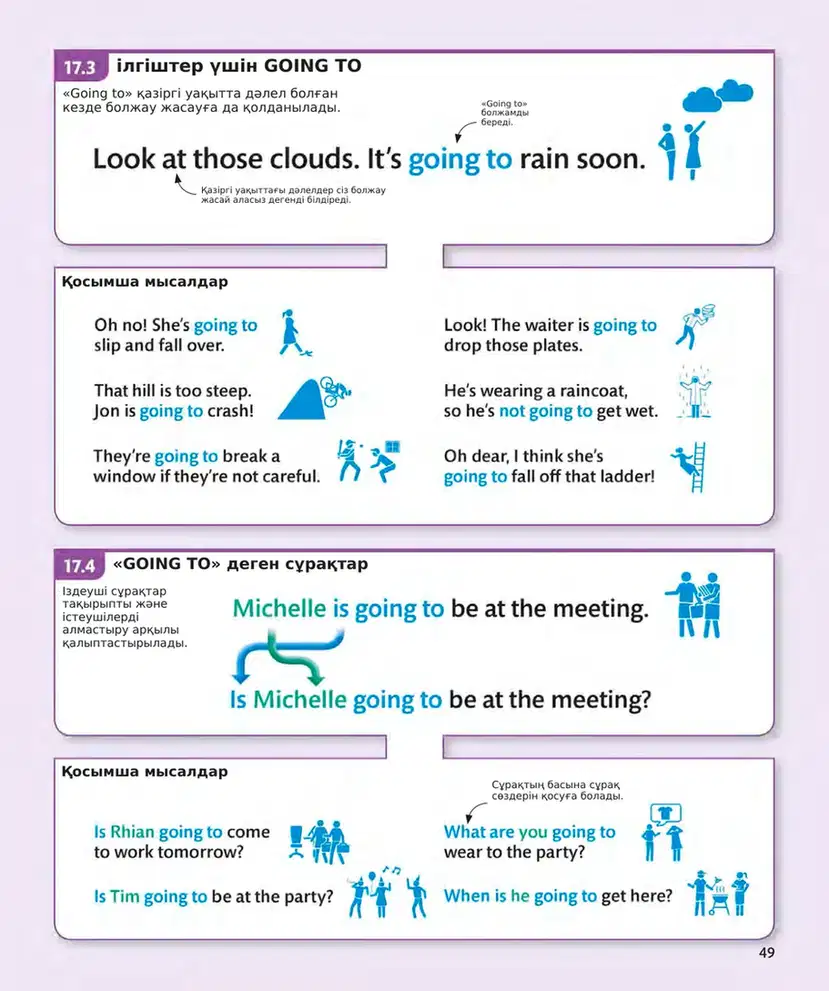 17.3 ілгіштер үшін GOING TO
«Going to» қазіргі уақытта дәлел болған
кезде болжау жасауға да қолданылады.
«Going to»
болжамды
береді.
Look at those clouds. It's going to rain soon.
Қазіргі уақыттағы дәлелдер сіз болжау
жасай аласыз дегенді білдіреді.
Қосымша мысалдар
Oh no! She's going to
slip and fall over.
Look! The waiter is going to
drop those plates.
That hill is too steep.
Jon is going to crash!
He's wearing a raincoat,
so he's not going to get wet.
They're going to break a
window if they're not careful.
Oh dear, I think she's
going to fall off that ladder!
17.4 «GOING TO» деген сұрақтар
Іздеуші сұрақтар
тақырыпты және
істеушілерді
алмастыру арқылы
қалыптастырылады.
Michelle is going to be at the meeting.
Is Michelle going to be at the meeting?
Қосымша мысалдар
Сұрақтың басына сұрақ
сөздерін қосуға болады.
Is Rhian going to come
to work tomorrow?
What are you going to
wear to the party?
Is Tim going to be at the party?
When is he going to get here?
49